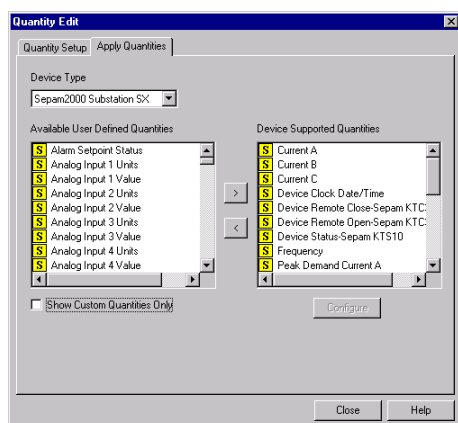 Quantity Edit
Quantity Setup
Apply Quantities
Device Type
Sepam2000 Substation SX
Available User Defined Quantities
S Alarm Setpoint Status
S Analog Input 1 Units
S Analog Input 1 Value
S Analog Input 2 Units
S Analog Input 2 Value
S Analog Input 3 Units
S Analog Input 3 Value
S Analog Input 4 Units
S Analog Input 4 Value
>
<
Device Supported Quantities
S Current A
S Current B
S Current C
S Device Clock Date/Time
S Device Remote Close-Sepam KTC
S Device Remote Open-Sepam KTC
S Device Status-Sepam KTS10
S Frequency
S Peak Demand Current A
Show Custom Quantities Only
Configure
Close
Help